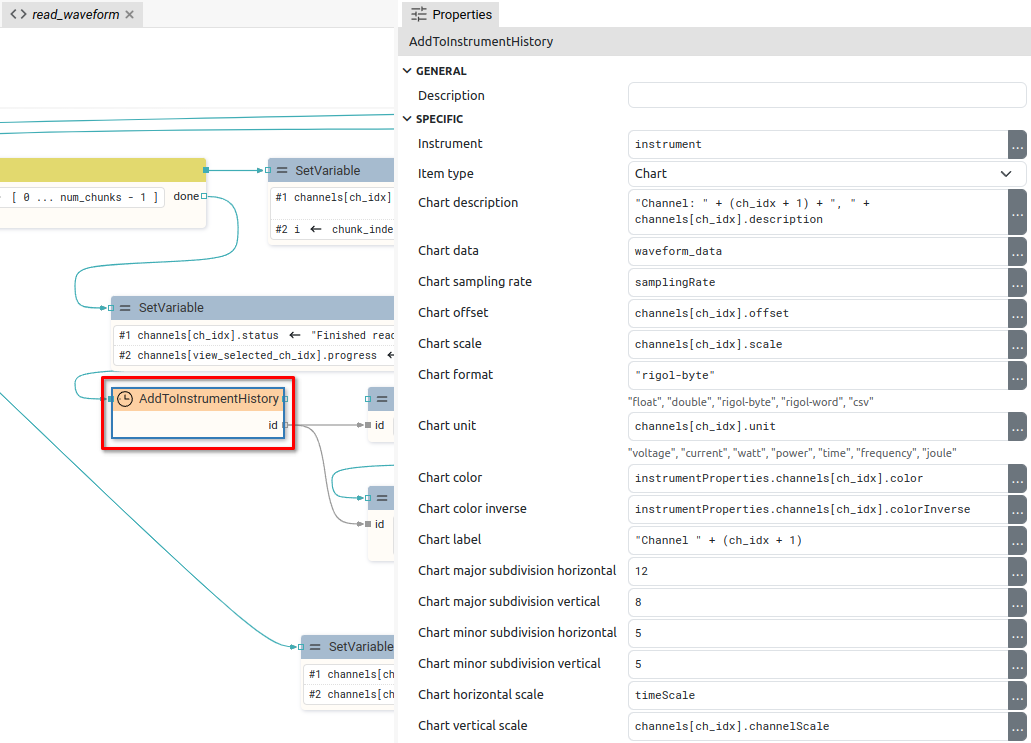 read_waveform
[ 0 ... num_chunks - 1 ]
done
SetVariable
#1 channels[ch_idx]
#2 i ← chunk_inde
SetVariable
#1 channels[ch_idx].status ← "Finished read
#2 channels[view_selected_ch_idx].progress ←
AddToInstrumentHistory
id
id
id
SetVariable
#1 channels[ch
#2 channels[ch
Properties
AddToInstrumentHistory
GENERAL
Description
SPECIFIC
Instrument
instrument
...
Item type
Chart
Chart description
"Channel: " + (ch_idx + 1) + ", " +
channels[ch_idx].description
...
Chart data
waveform_data
...
Chart sampling rate
samplingRate
...
Chart offset
channels[ch_idx].offset
...
Chart scale
channels[ch_idx].scale
...
Chart format
"rigol-byte"
...
"float", "double", "rigol-byte", "rigol-word", "csv"
Chart unit
channels[ch_idx].unit
...
"voltage", "current", "watt", "power", "time", "frequency", "joule"
Chart color
instrumentProperties.channels[ch_idx].color
...
Chart color inverse
instrumentProperties.channels[ch_idx].colorInverse
...
Chart label
"Channel " + (ch_idx + 1)
...
Chart major subdivision horizontal
12
...
Chart major subdivision vertical
8
...
Chart minor subdivision horizontal
5
...
Chart minor subdivision vertical
5
...
Chart horizontal scale
timeScale
...
Chart vertical scale
channels[ch_idx].channelScale
...